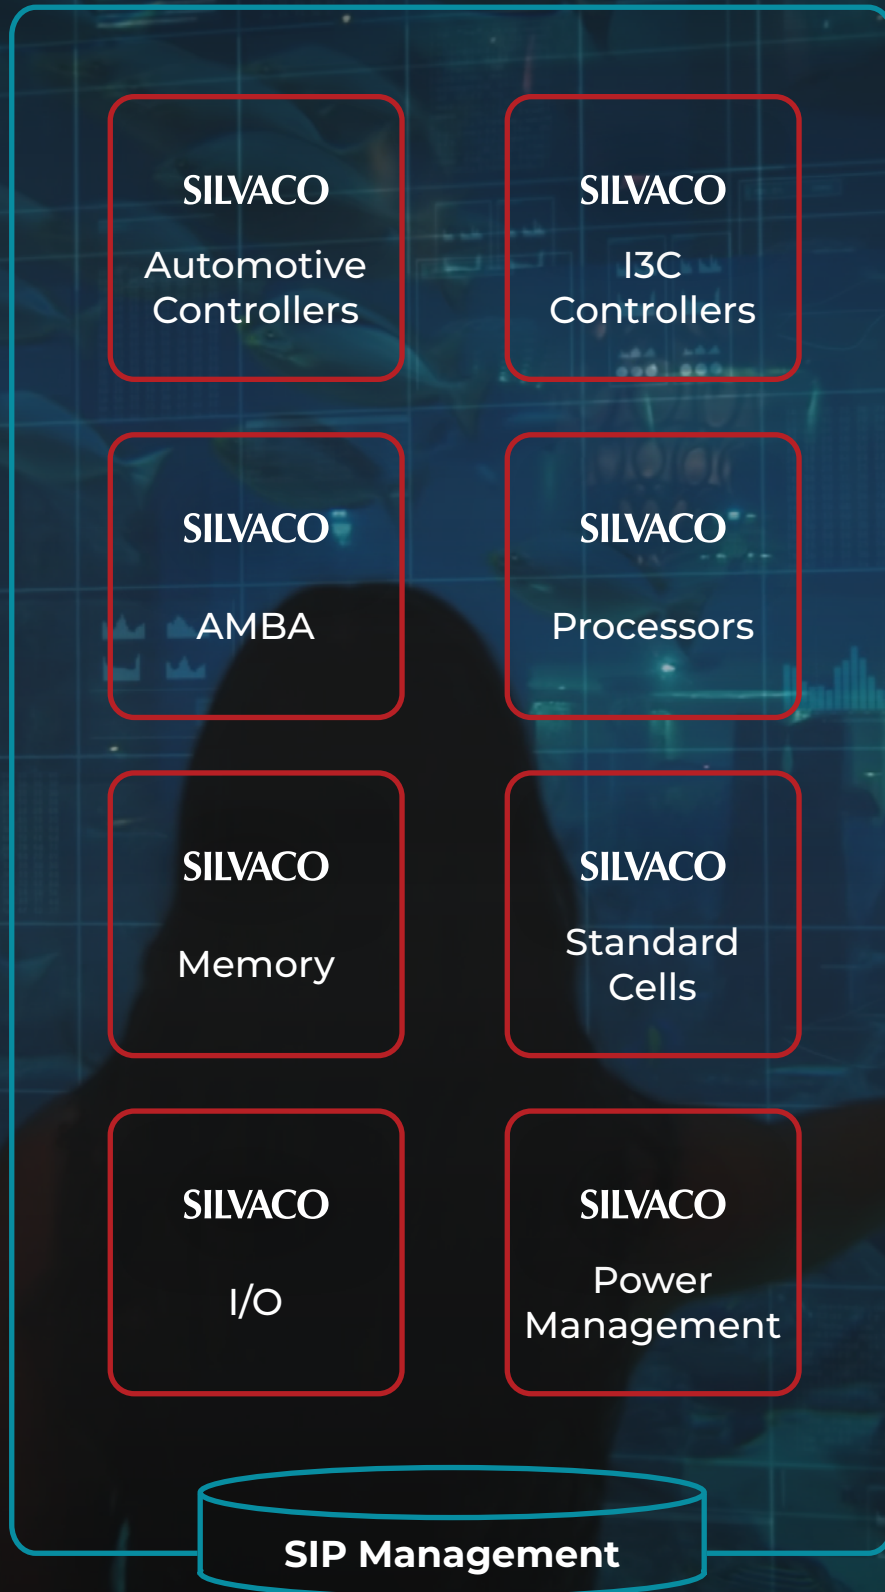 SILVACO
Automotive
Controllers
SILVACO
I3C
Controllers
SILVACO
AMBA
SILVACO
Processors
SILVACO
Memory
SILVACO
Standard
Cells
SILVACO
I/O
SILVACO
Power
Management
SIP Management